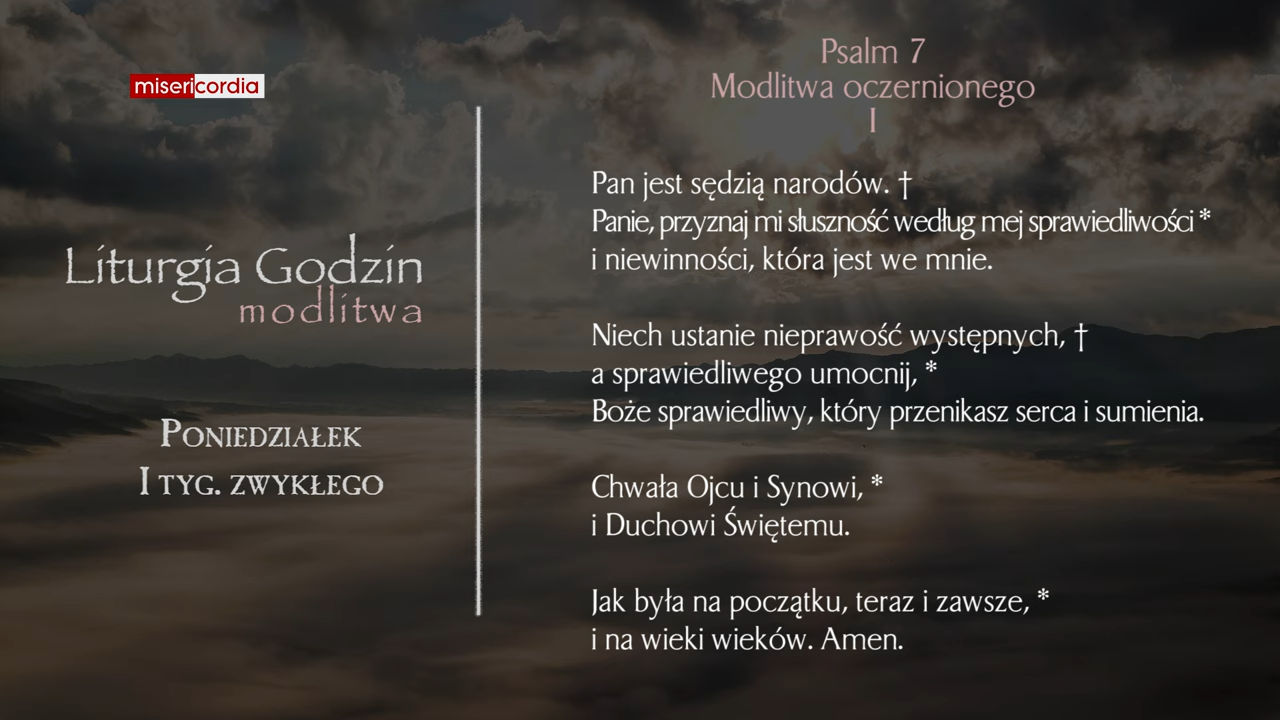 misericordia
Liturgia Godzin
modlitwa
Poniedziałek
I tyg. zwykłego
Psalm 7
Modlitwa oczernionego
I
Pan jest sędzią narodów. †
Panie, przyznaj mi słuszność według mej sprawiedliwości *
i niewinności, która jest we mnie.
Niech ustanie nieprawość występnych, †
a sprawiedliwego umocnij, *
Boże sprawiedliwy, który przenikasz serca i sumienia.
Chwała Ojcu i Synowi, *
i Duchowi Świętemu.
Jak była na początku, teraz i zawsze, *
i na wieki wieków. Amen.